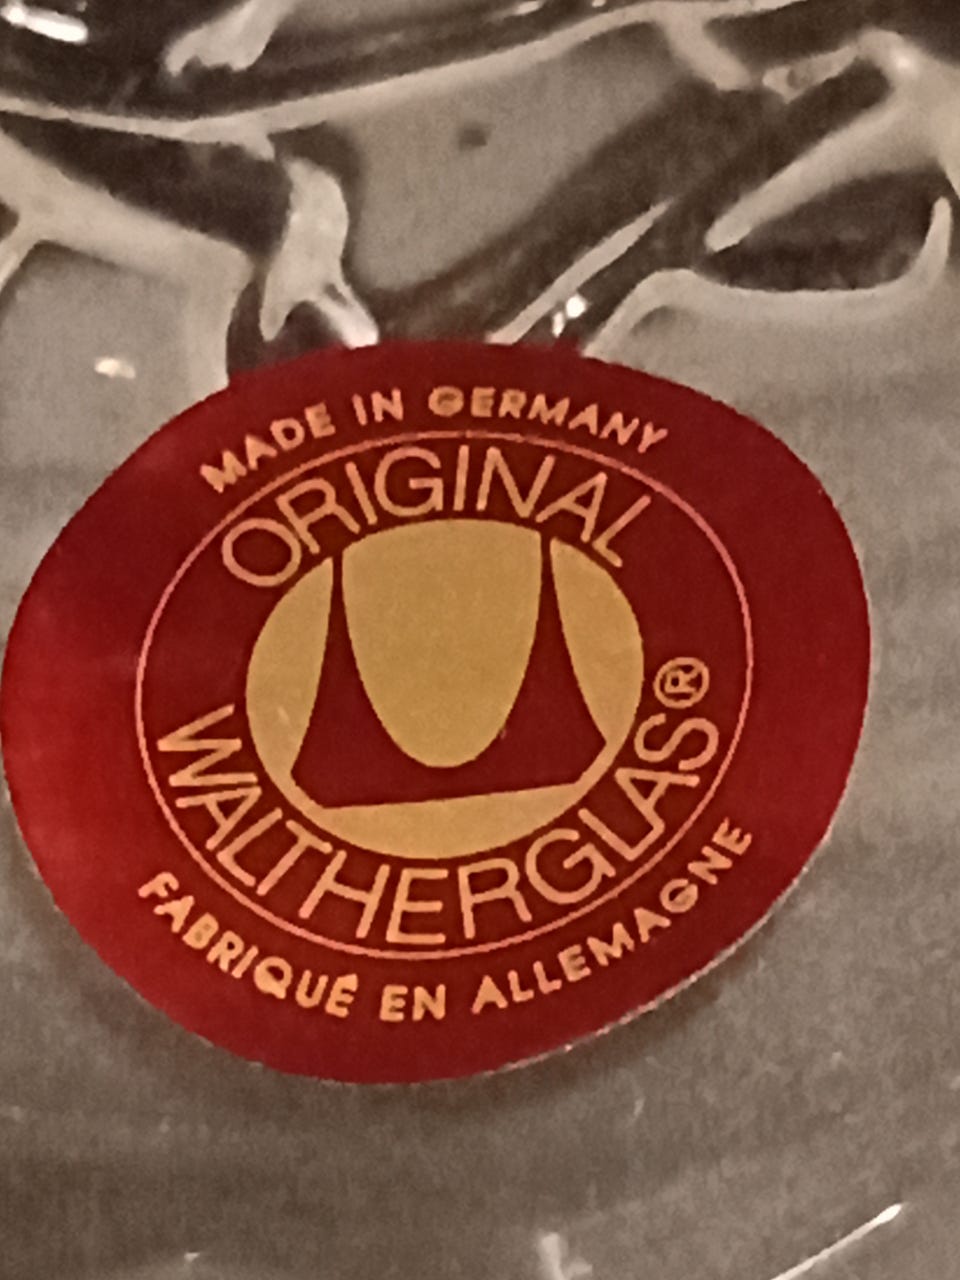 MADE IN GERMANY
ORIGINAL
WALTHERGLAS®
FABRIQUÉ EN ALLEMAGNE